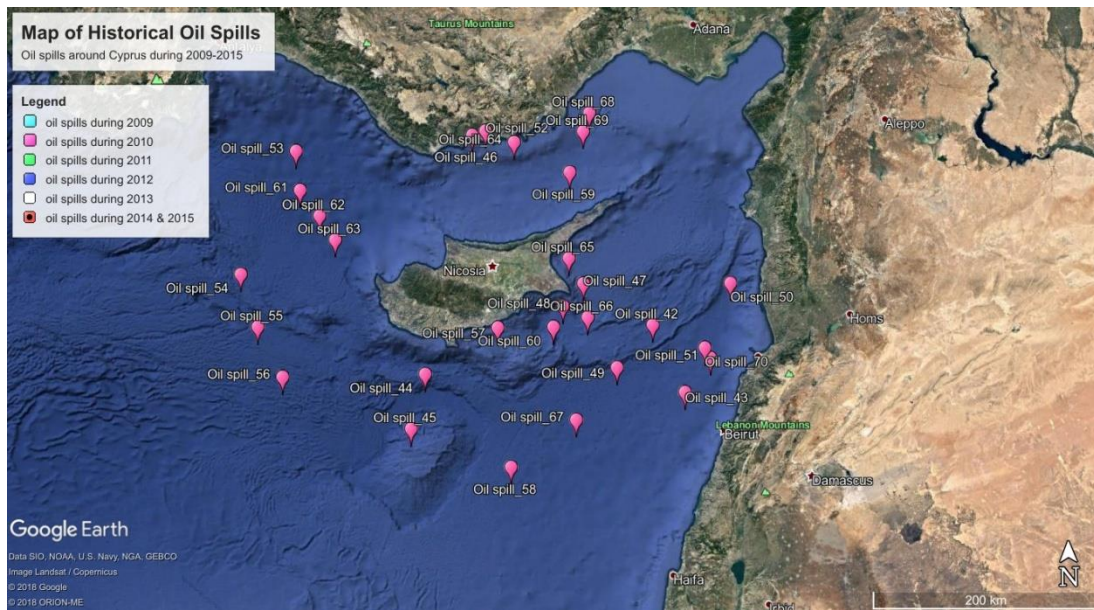 Map of Historical Oil Spills
Oil spills around Cyprus during 2009-2015
Legend
oil spills during 2009
oil spills during 2010
oil spills during 2011
oil spills during 2012
oil spills during 2013
oil spills during 2014 & 2015
Taurus Mountains
Adana
Aleppo
Oil spill_68
Oil spill_69
Oil spill_52
Oil spill_64
Oil spill_46
Oil spill_53
Oil spill_61
Oil spill_62
Oil spill_63
Oil spill_59
Oil spill_65
Nicosia
Oil spill_47
Oil spill_54
Oil spill_50
Oil spill_48
Oil spill_66
Oil spill_42
Homs
Oil spill_55
Oil spill_57
Oil spill_60
Oil spill_51
Oil spill_70
Oil spill_56
Oil spill_44
Oil spill_49
Oil spill_43
Oil spill_45
Oil spill_67
Lebanon Mountains
Beirut
Oil spill_58
Damascus
Google Earth
Data SIO, NOAA, U.S. Navy, NGA, GEBCO
Image Landsat / Copernicus
© 2018 Google
© 2018 ORION-ME
Haifa
Irbid
N
200 km